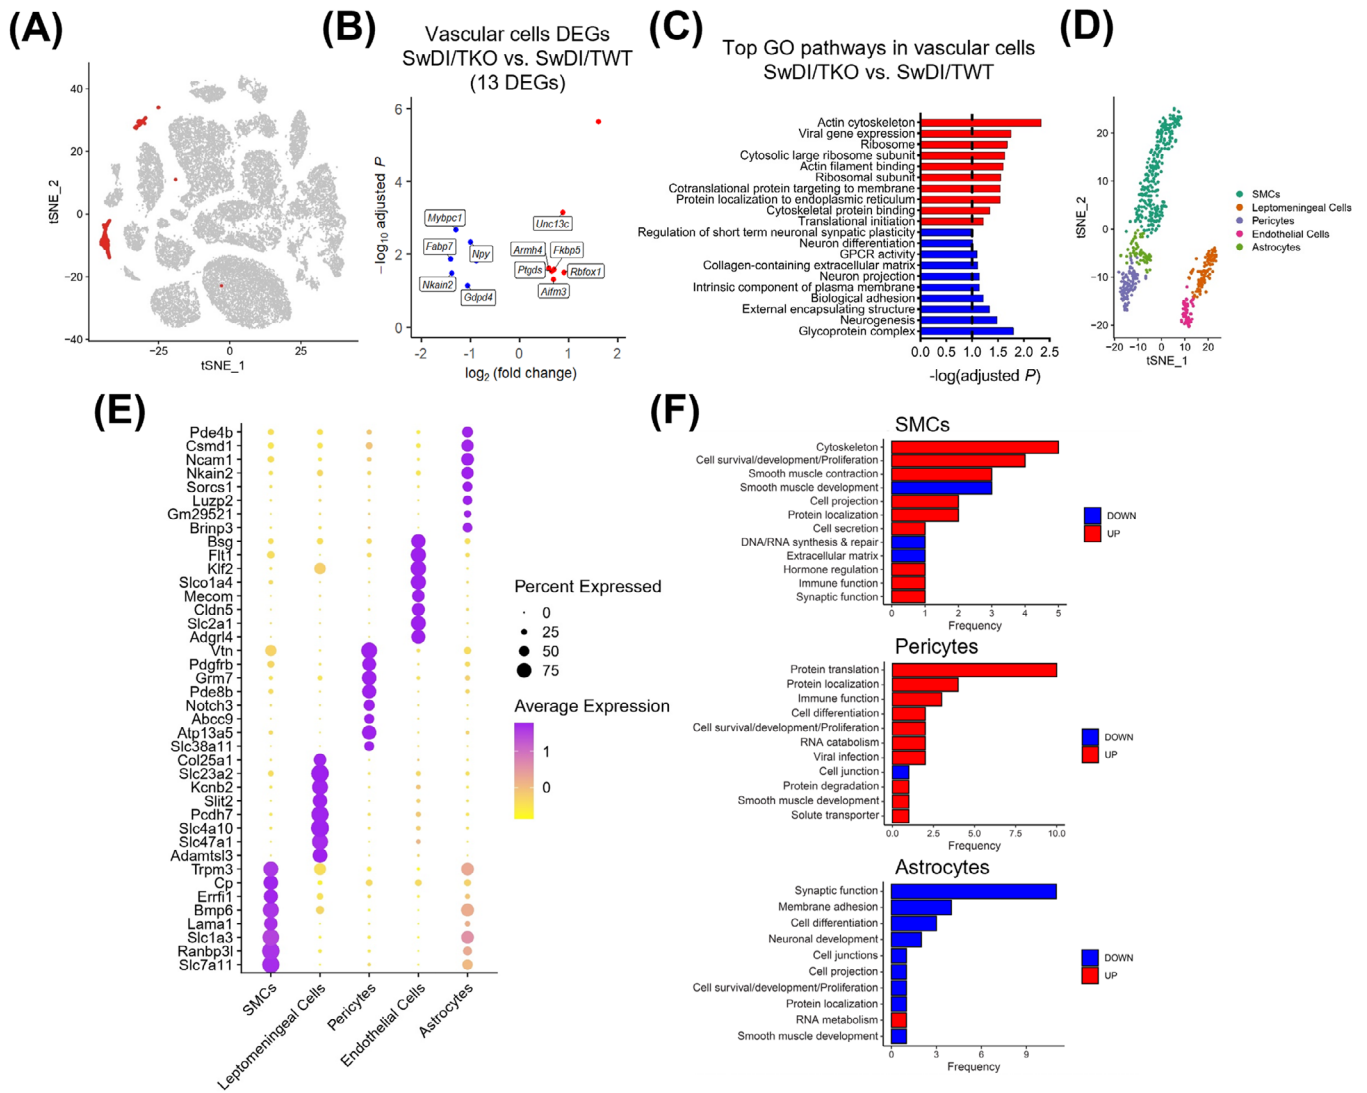 (A)
40
20
0
−20
−40
tSNE_2
−25
0
25
tSNE_1
(B)
Vascular cells DEGs
SwDI/TKO vs. SwDI/TWT
(13 DEGs)
6
4
2
0
−log10 adjusted P
Mybpc1
Fabp7
Npy
Nkain2
Gdpd4
Unc13c
Armh4
Fkbp5
Ptgds
Rbfox1
Aifm3
-2
-1
0
1
2
log2 (fold change)
(C)
Top GO pathways in vascular cells
SwDI/TKO vs. SwDI/TWT
Actin cytoskeleton
Viral gene expression
Ribosome
Cytosolic large ribosome subunit
Actin filament binding
Ribosomal subunit
Cotranslational protein targeting to membrane
Protein localization to endoplasmic reticulum
Cytoskeletal protein binding
Translational initiation
Regulation of short term neuronal synpatic plasticity
Neuron differentiation
GPCR activity
Collagen-containing extracellular matrix
Neuron projection
Intrinsic component of plasma membrane
Biological adhesion
External encapsulating structure
Neurogenesis
Glycoprotein complex
0.0 0.5 1.0 1.5 2.0 2.5
-log(adjusted P)
(D)
20
10
0
−10
−20
tSNE_2
−20 −10 0 10 20
tSNE_1
SMCs
Leptomeningeal Cells
Pericytes
Endothelial Cells
Astrocytes
(E)
Pde4b
Csmd1
Ncam1
Nkain2
Sorcs1
Luzp2
Gm29521
Brinp3
Bsg
Flt1
Klf2
Slco1a4
Mecom
Cldn5
Slc2a1
Adgrl4
Vtn
Pdgfrb
Grm7
Pde8b
Notch3
Abcc9
Atp13a5
Slc38a11
Col25a1
Slc23a2
Kcnb2
Slit2
Pcdh7
Slc4a10
Slc47a1
Adamtsl3
Trpm3
Cp
Errfi1
Bmp6
Lama1
Slc1a3
Ranbp3l
Slc7a11
SMCs
Leptomeningeal Cells
Pericytes
Endothelial Cells
Astrocytes
Percent Expressed
0
25
50
75
Average Expression
1
0
(F)
SMCs
Cytoskeleton
Cell survival/development/Proliferation
Smooth muscle contraction
Smooth muscle development
Cell projection
Protein localization
Cell secretion
DNA/RNA synthesis & repair
Extracellular matrix
Hormone regulation
Immune function
Synaptic function
0 1 2 3 4 5
Frequency
DOWN
UP
Pericytes
Protein translation
Protein localization
Immune function
Cell differentiation
Cell survival/development/Proliferation
RNA catabolism
Viral infection
Cell junction
Protein degradation
Smooth muscle development
Solute transporter
0.0 2.5 5.0 7.5 10.0
Frequency
DOWN
UP
Astrocytes
Synaptic function
Membrane adhesion
Cell differentiation
Neuronal development
Cell junctions
Cell projection
Cell survival/development/Proliferation
Protein localization
RNA metabolism
Smooth muscle development
0 3 6 9
Frequency
DOWN
UP